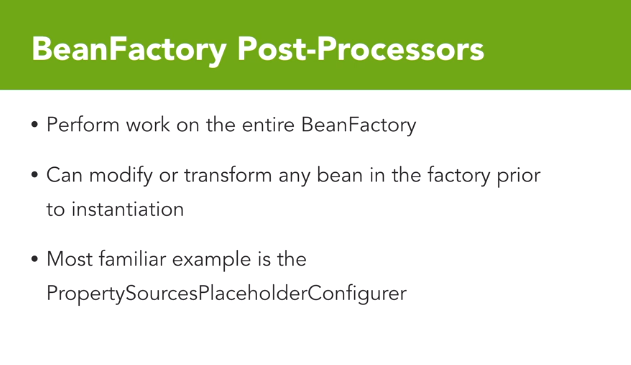 BeanFactory Post-Processors
• Perform work on the entire BeanFactory
• Can modify or transform any bean in the factory prior
to instantiation
• Most familiar example is the
PropertySourcesPlaceholderConfigurer